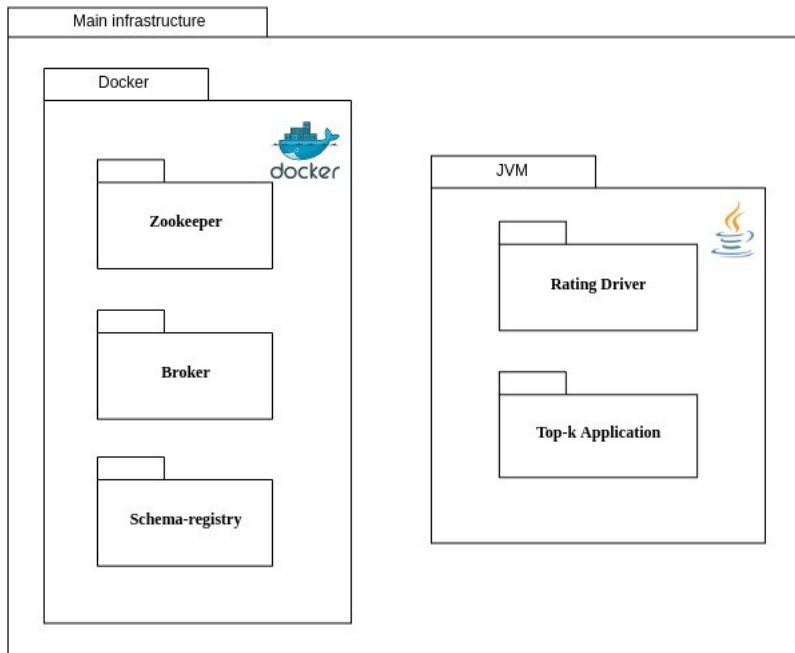 Main infrastructure
Docker
docker
Zookeeper
Broker
Schema-registry
JVM
Rating Driver
Top-k Application